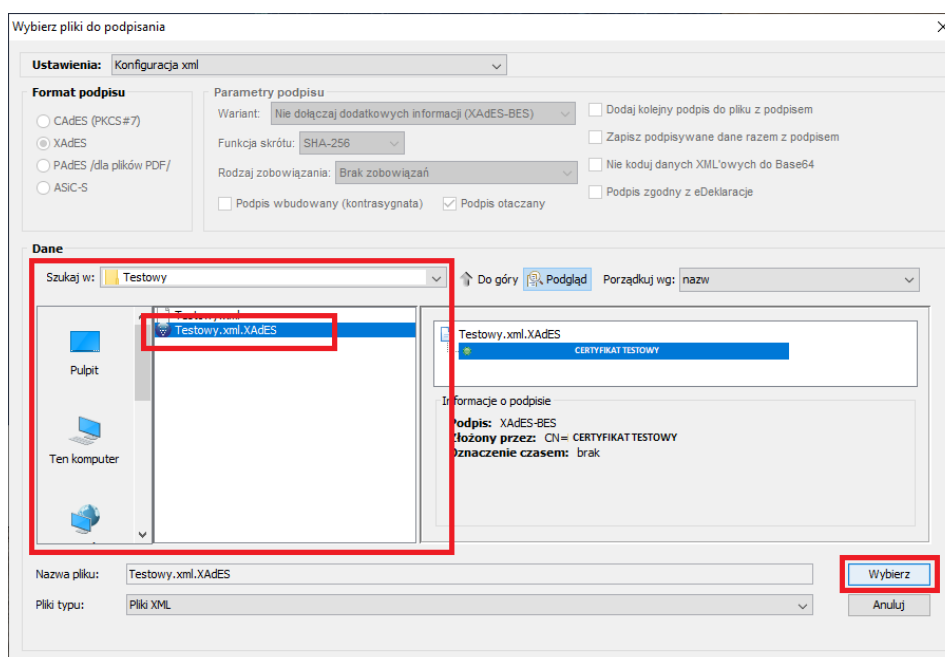 Wybierz pliki do podpisania
Ustawienia: Konfiguracja xml
Format podpisu
CAdES (PKCS#7)
XAdES
PAdES /dla plików PDF/
ASiC-S
Parametry podpisu
Wariant: Nie dołączaj dodatkowych informacji (XAdES-BES)
Funkcja skrótu: SHA-256
Rodzaj zobowiązania: Brak zobowiązań
Podpis wbudowany (kontrasygnata) Podpis otaczany
Dodaj kolejny podpis do pliku z podpisem
Zapisz podpisywane dane razem z podpisem
Nie koduj danych XML'owych do Base64
Podpis zgodny z eDeklaracje
Dane
Szukaj w: Testowy
Do góry Podgląd Porządkuj wg: nazw
Pulpit
Ten komputer
Testowy.xml
Testowy.xml.XAdES
Testowy.xml.XAdES
CERTYFIKAT TESTOWY
Informacje o podpisie
Podpis: XAdES-BES
Złożony przez: CN= CERTYFIKAT TESTOWY
Oznaczenie czasem: brak
Nazwa pliku: Testowy.xml.XAdES
Wybierz
Pliki typu: Pliki XML
Anuluj